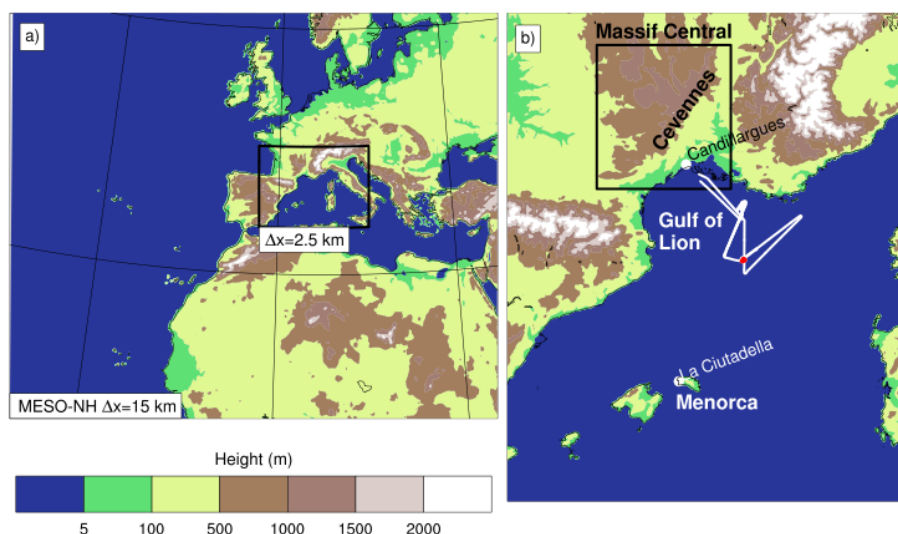 a)
Δx=2.5 km
MESO-NH Δx=15 km
Height (m)
5 100 500 1000 1500 2000
b)
Massif Central
Cevennes
Candillargues
Gulf of
Lion
La Ciutadella
Menorca